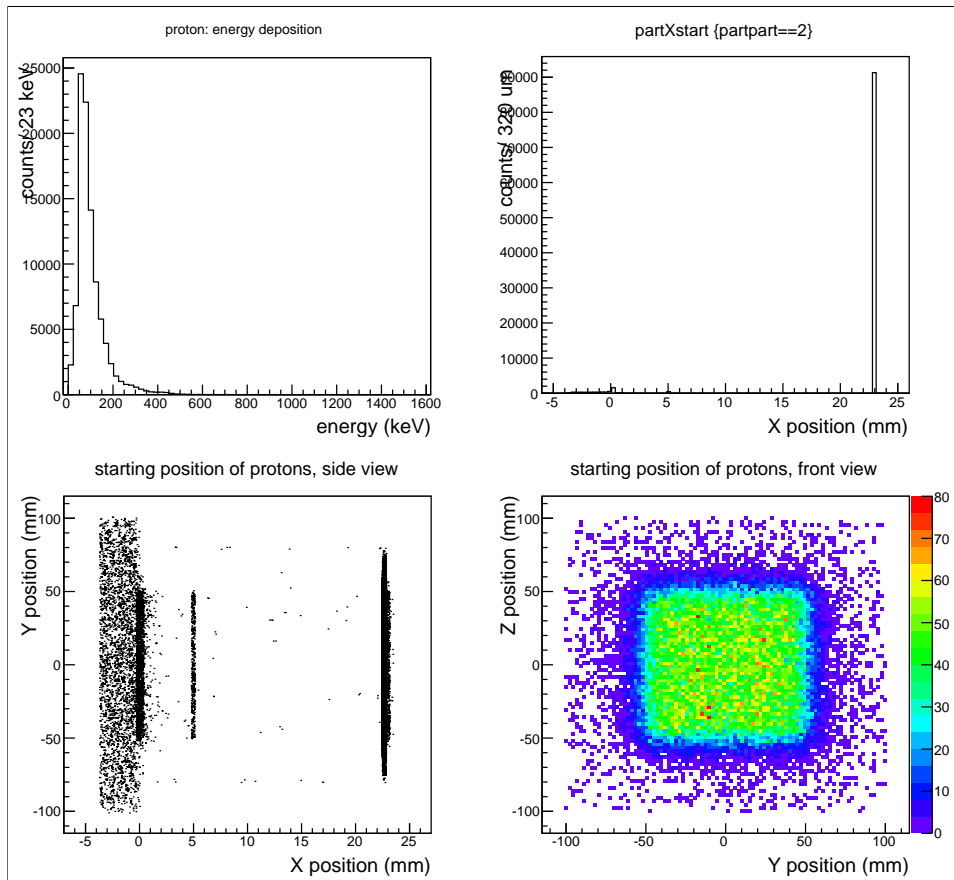 proton: energy deposition
counts/ 23 keV
25000
20000
15000
10000
5000
0
0 200 400 600 800 1000 1200 1400 1600
energy (keV)
partXstart {partpart==2}
counts/ 320 um
90000
80000
70000
60000
50000
40000
30000
20000
10000
0
-5 0 5 10 15 20 25
X position (mm)
starting position of protons, side view
Y position (mm)
100
50
0
-50
-100
-5 0 5 10 15 20 25
X position (mm)
starting position of protons, front view
Z position (mm)
100
50
0
-50
-100
-100 -50 0 50 100
Y position (mm)
80
70
60
50
40
30
20
10
0